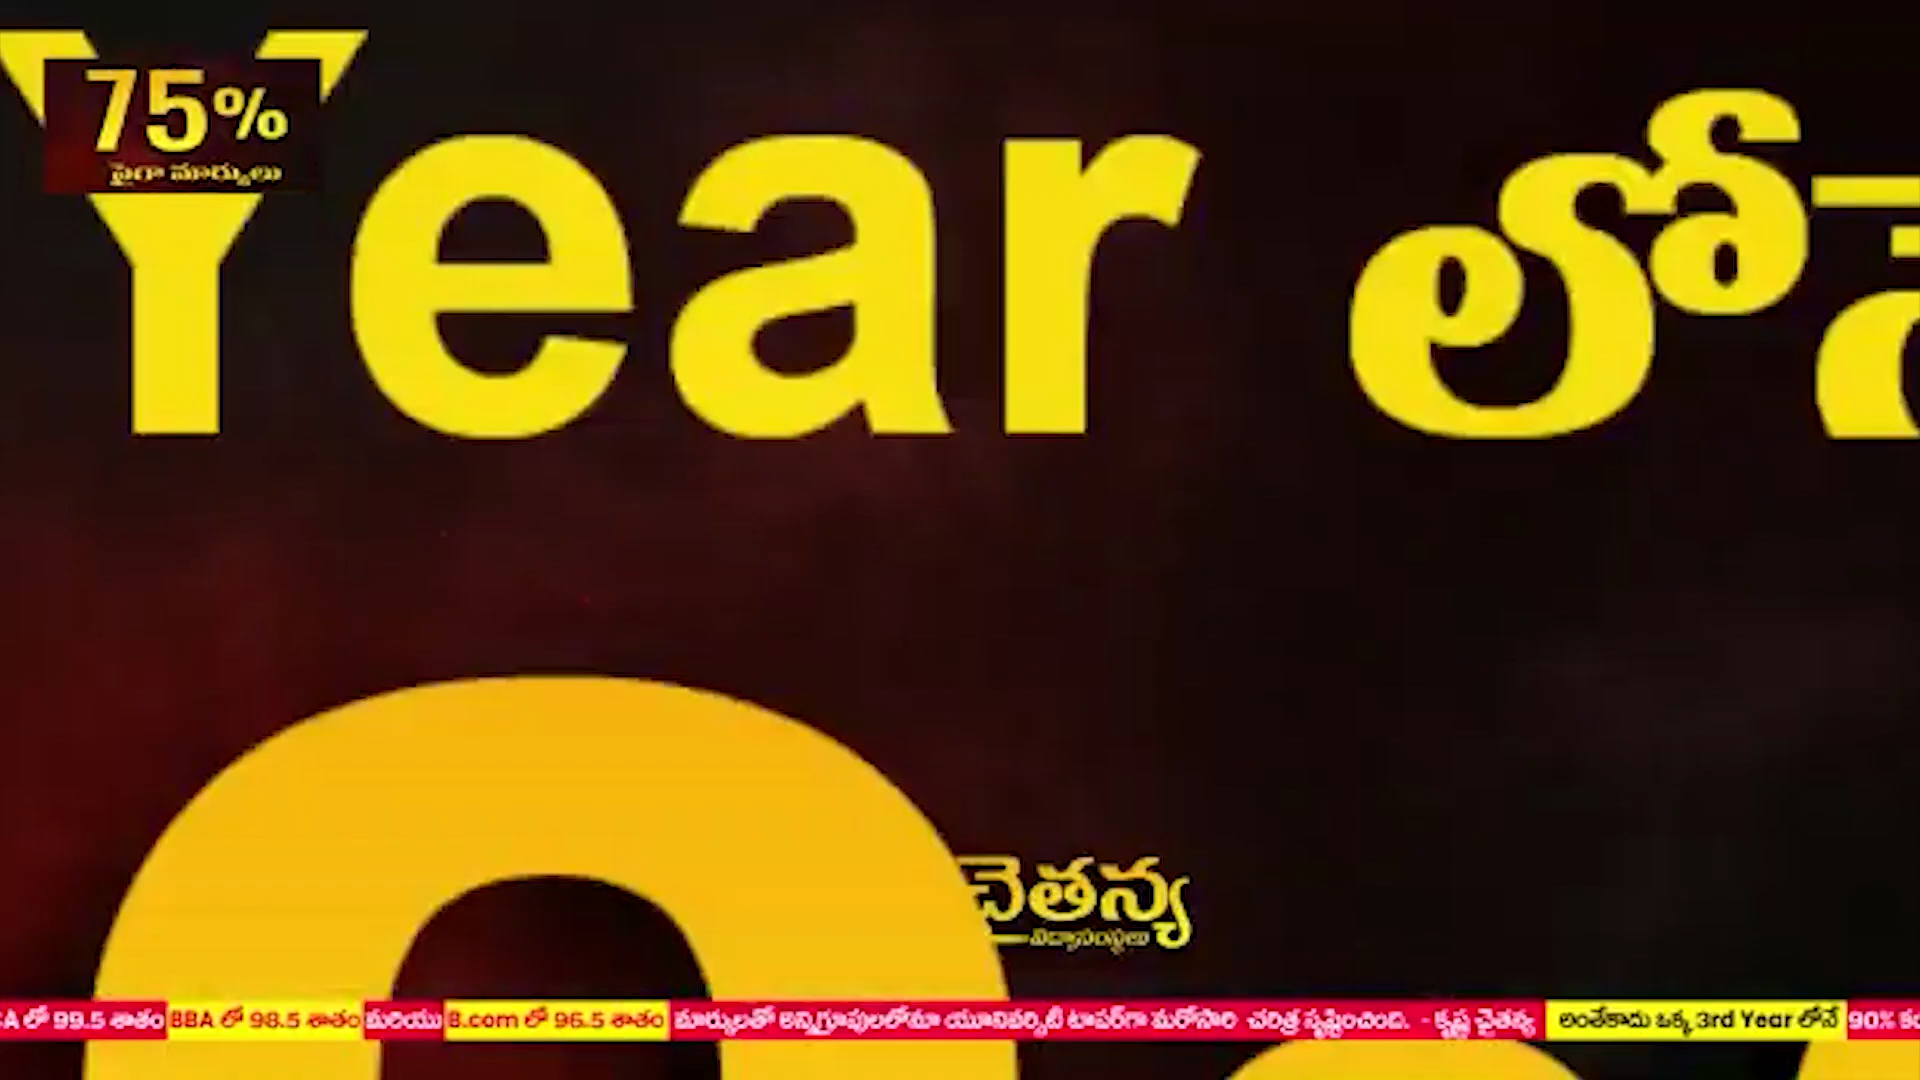 75%
పైగా మార్కులు
Year లో
చైతన్య
విద్యాసంస్థలు
లో 99.5 శాతం BBA లో 98.5 శాతం మరియు B.com లో 96.5 శాతం మార్కులతో అన్నిగ్రూపులలోనూ యూనివర్సిటీ టాపర్‌గా మరోసారి చరిత్ర సృష్టించింది. - కృష్ణ చైతన్య అంతేకాదు ఒక్క 3rd Year లోనే 90%